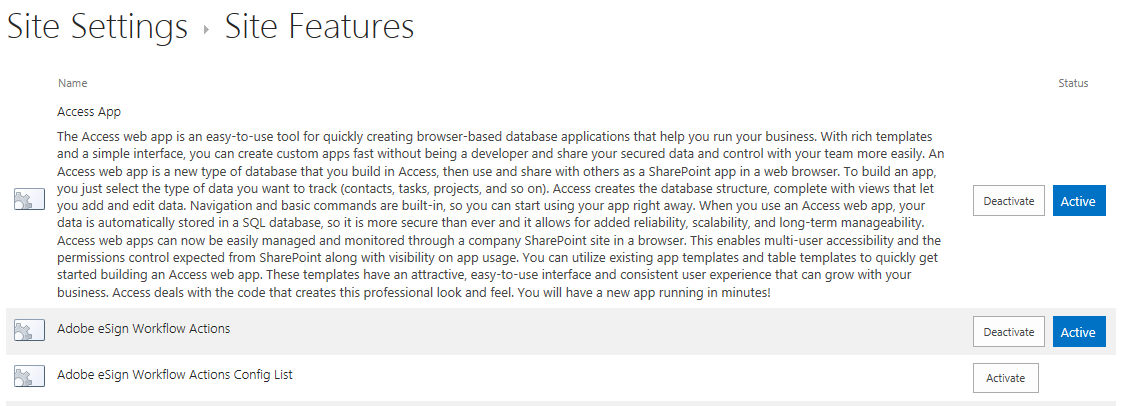 Site Settings ▸ Site Features
Name Status
Access App
The Access web app is an easy-to-use tool for quickly creating browser-based database applications that help you run your business. With rich templates
and a simple interface, you can create custom apps fast without being a developer and share your secured data and control with your team more easily. An
Access web app is a new type of database that you build in Access, then use and share with others as a SharePoint app in a web browser. To build an app,
you just select the type of data you want to track (contacts, tasks, projects, and so on). Access creates the database structure, complete with views that let
you add and edit data. Navigation and basic commands are built-in, so you can start using your app right away. When you use an Access web app, your
data is automatically stored in a SQL database, so it is more secure than ever and it allows for added reliability, scalability, and long-term manageability.
Access web apps can now be easily managed and monitored through a company SharePoint site in a browser. This enables multi-user accessibility and the
permissions control expected from SharePoint along with visibility on app usage. You can utilize existing app templates and table templates to quickly get
started building an Access web app. These templates have an attractive, easy-to-use interface and consistent user experience that can grow with your
business. Access deals with the code that creates this professional look and feel. You will have a new app running in minutes!
Deactivate Active
Adobe eSign Workflow Actions Deactivate Active
Adobe eSign Workflow Actions Config List Activate